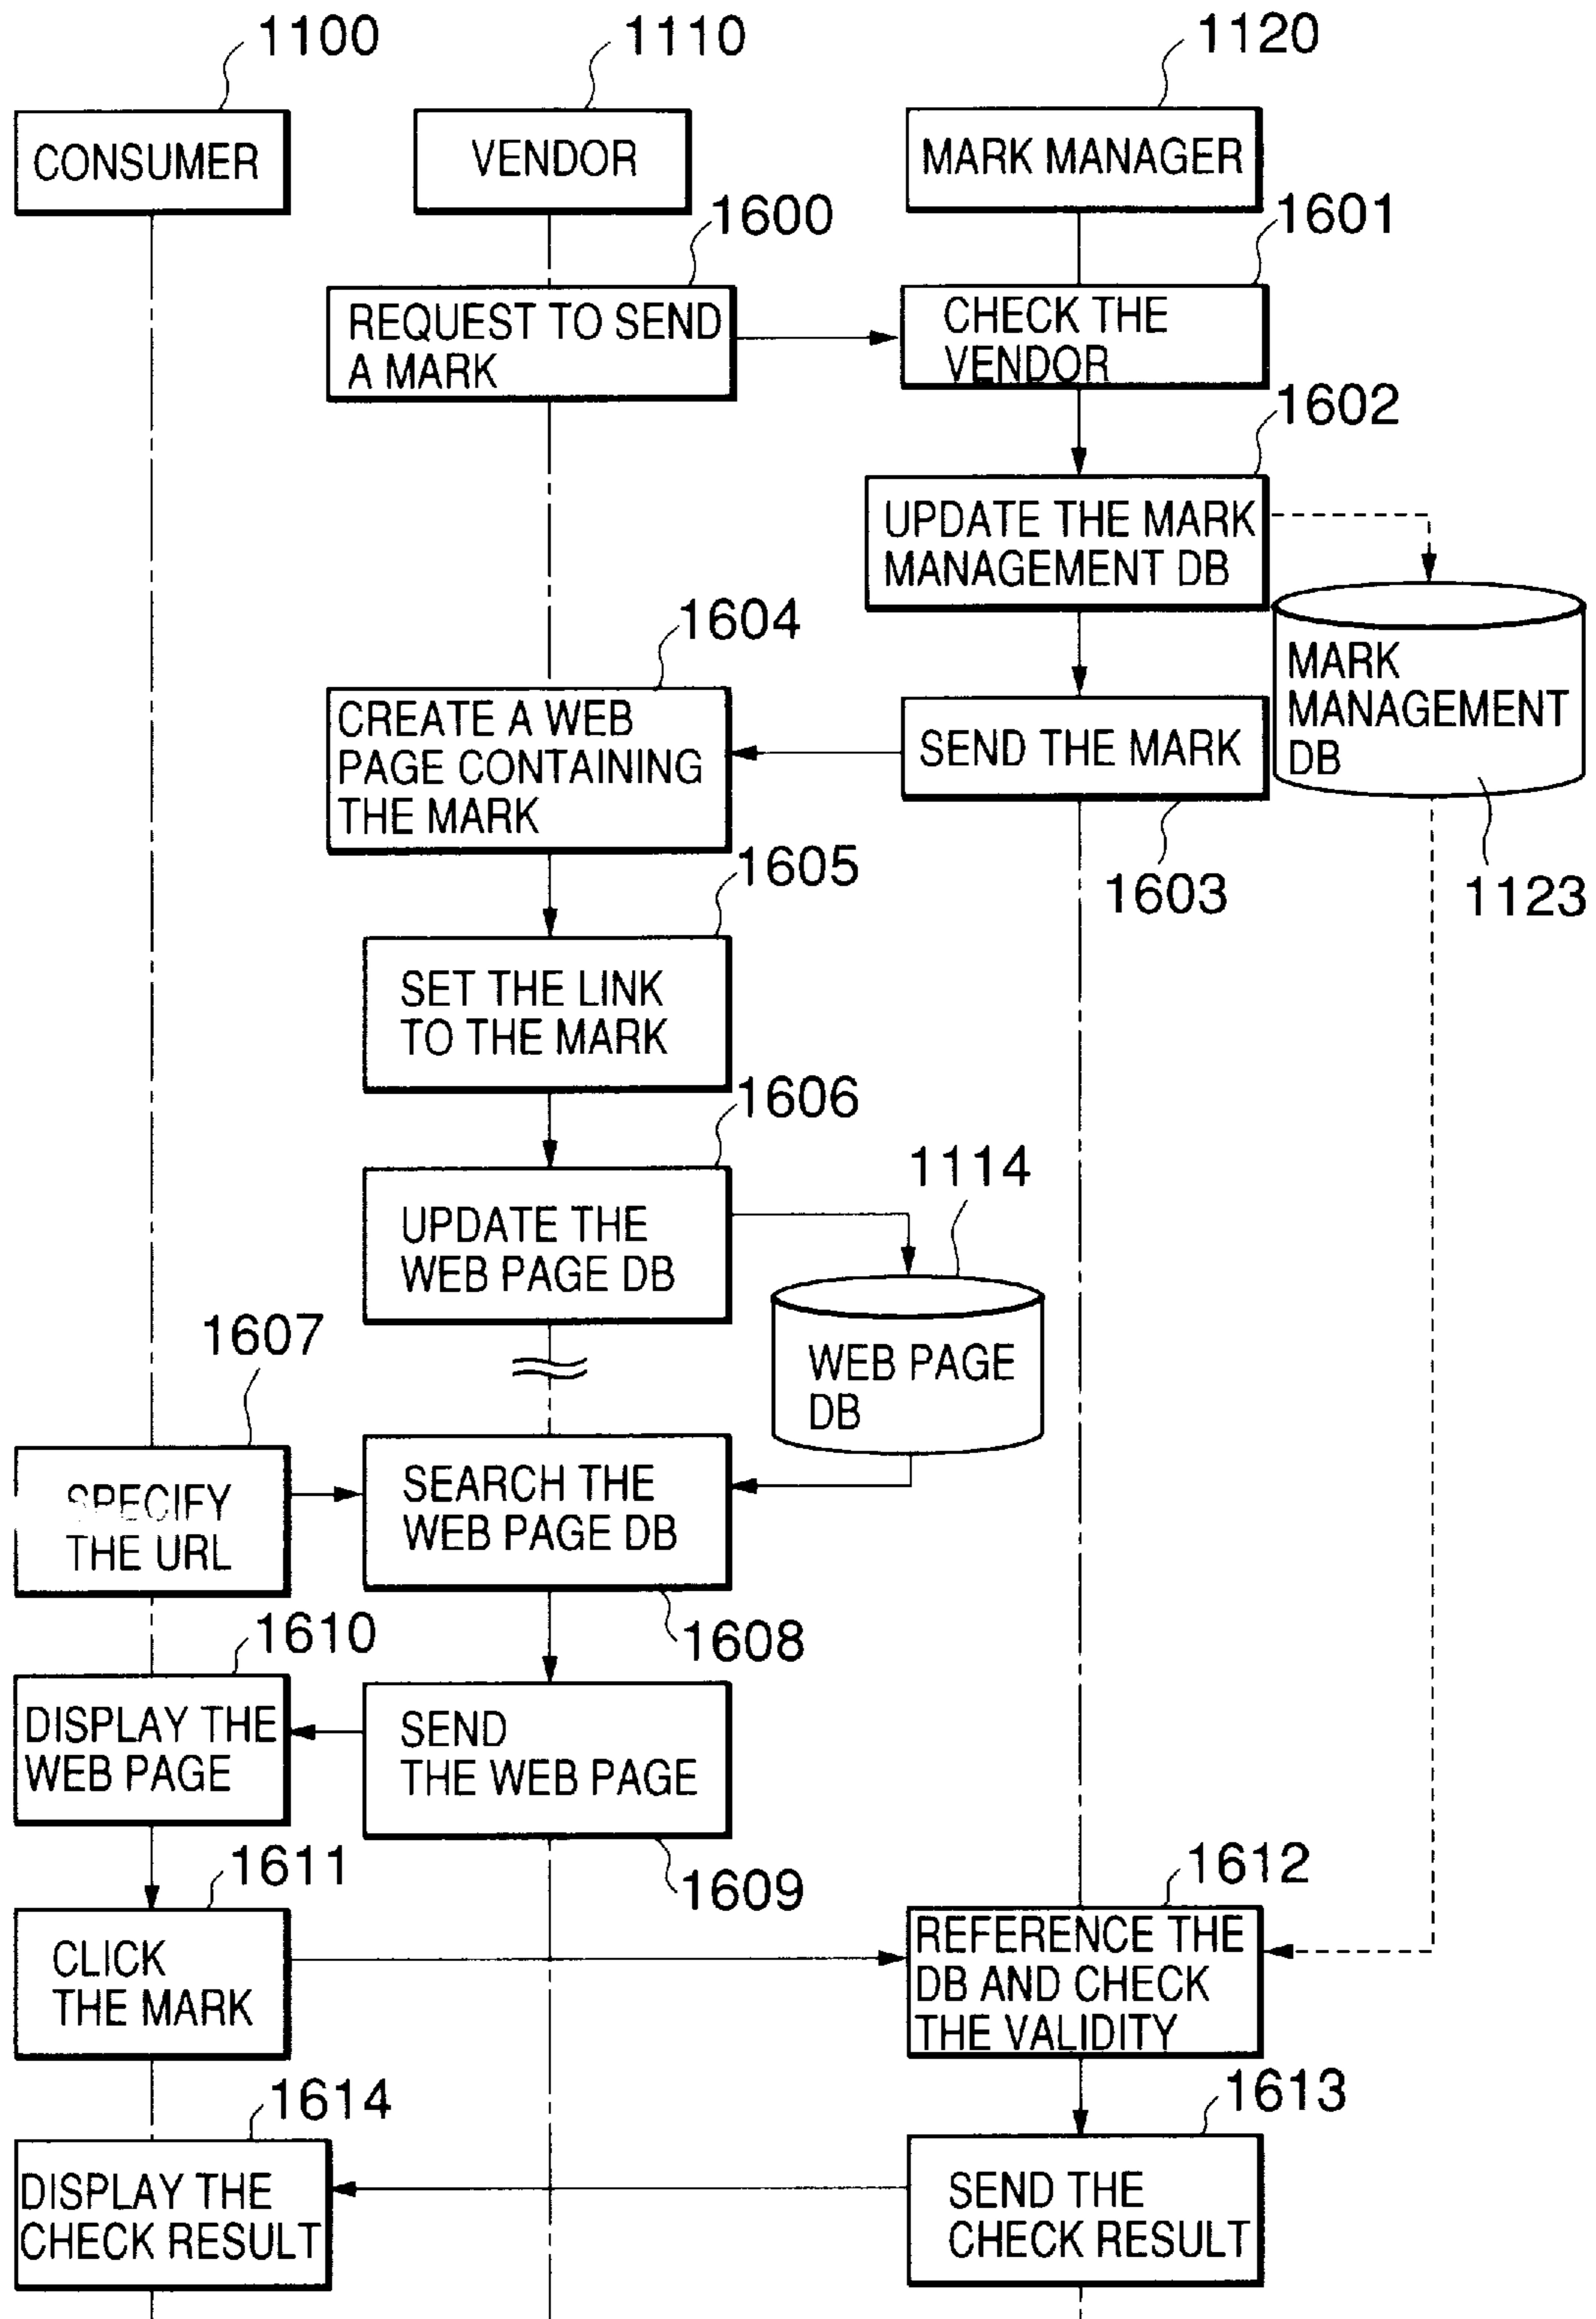 1100
1110
1120
CONSUMER
VENDOR
MARK MANAGER
1600
1601
REQUEST TO SEND
A MARK
CHECK THE
VENDOR
1602
UPDATE THE MARK
MANAGEMENT DB
1604
MARK
MANAGEMENT
DB
CREATE A WEB
PAGE CONTAINING
THE MARK
SEND THE MARK
1605
1603
1123
SET THE LINK
TO THE MARK
1606
1114
UPDATE THE
WEB PAGE DB
1607
WEB PAGE
DB
SPECIFY
THE URL
SEARCH THE
WEB PAGE DB
1610
1608
DISPLAY THE
WEB PAGE
SEND
THE WEB PAGE
1611
1609
1612
CLICK
THE MARK
REFERENCE THE
DB AND CHECK
THE VALIDITY
1614
1613
DISPLAY THE
CHECK RESULT
SEND THE
CHECK RESULT